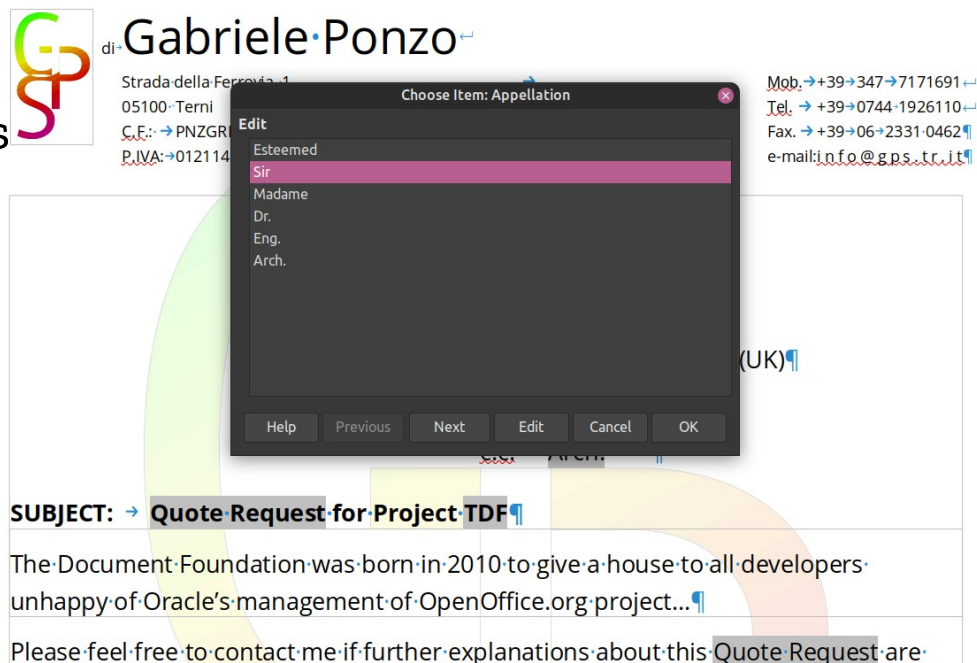 GPS
di Gabriele Ponzo
Strada della Ferrovia, 1
05100 Terni
C.F.: PNZGR
P.IVA: 012114
Mob. +39 347 7171691
Tel. +39 0744 1926110
Fax. +39 06 2331 0462
e-mail: info@gps.tr.it
s
Choose Item: Appellation
Edit
Esteemed
Sir
Madame
Dr.
Eng.
Arch.
Help Previous Next Edit Cancel OK
(UK)
c.c. Arch.
SUBJECT: Quote Request for Project TDF
The Document Foundation was born in 2010 to give a house to all developers
unhappy of Oracle’s management of OpenOffice.org project…
Please feel free to contact me if further explanations about this Quote Request are